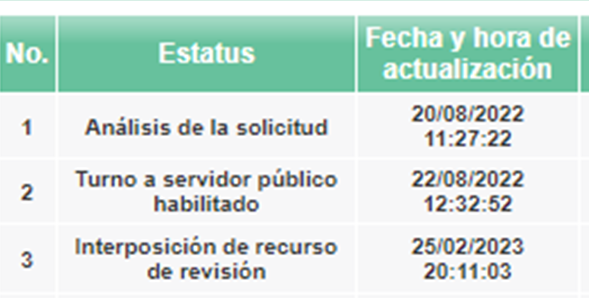 No. Estatus Fecha y hora de actualización
1 Análisis de la solicitud 20/08/2022 11:27:22
2 Turno a servidor público habilitado 22/08/2022 12:32:52
3 Interposición de recurso de revisión 25/02/2023 20:11:03